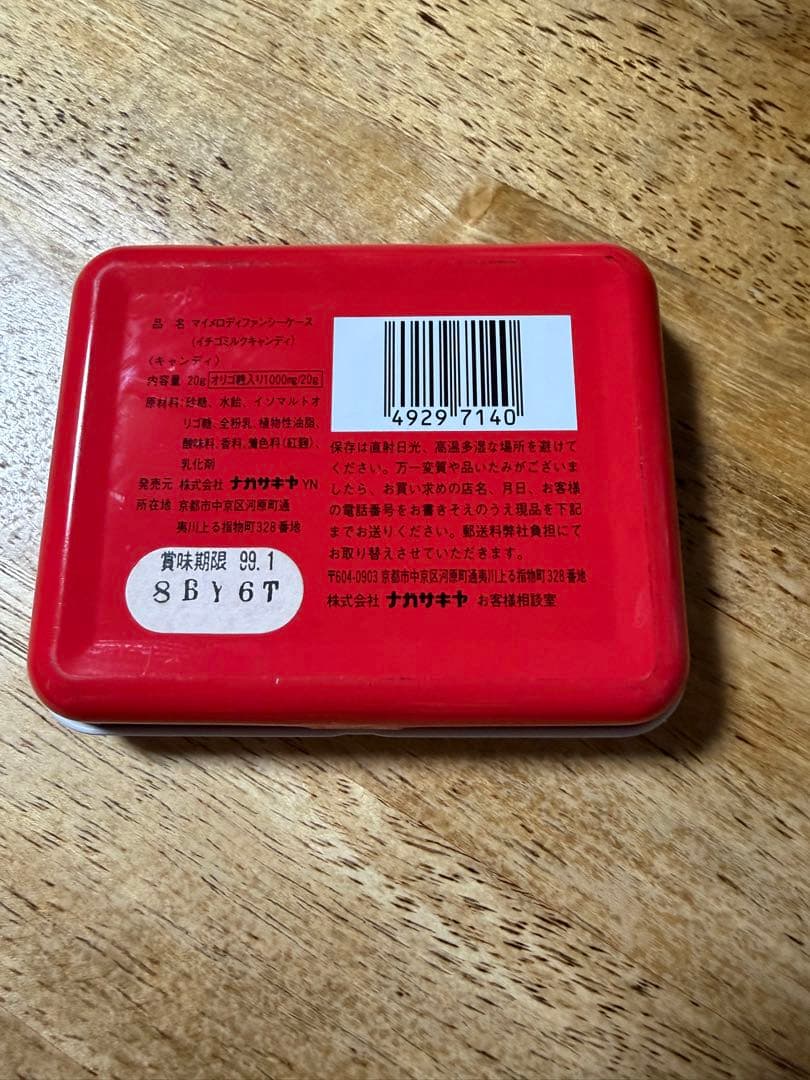 品 名 マイメロディファンシーケース
(イチゴミルクキャンディ)
(キャンディ)
内容量 20g オリゴ糖入り1000mg/20g
原材料:砂糖、水飴、イソマルトオ
リゴ糖、全粉乳、植物性油脂、
酸味料、香料、着色料(紅麹)、
乳化剤
発売元 株式会社 ナガサキヤ YN
所在地 京都市中京区河原町通
夷川上る指物町328番地
賞味期限 99.1
8BY6T
4929 7140
保存は直射日光、高温多湿な場所を避けて
ください。万一変質や品いたみがございま
したら、お買い求めの店名、月日、お客様
の電話番号をお書きそえのうえ現品を下記
までお送りください。郵送料弊社負担にて
お取り替えさせていただきます。
〒604-0903 京都市中京区河原町通夷川上る指物町328番地
株式会社 ナガサキヤ お客様相談室